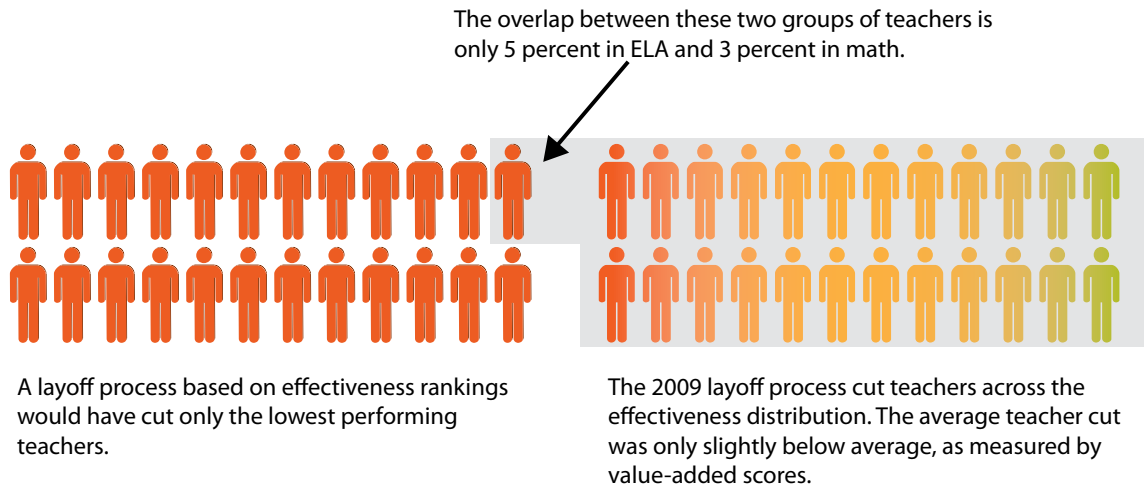 The overlap between these two groups of teachers is
only 5 percent in ELA and 3 percent in math.
A layoff process based on effectiveness rankings
would have cut only the lowest performing
teachers.
The 2009 layoff process cut teachers across the
effectiveness distribution. The average teacher cut
was only slightly below average, as measured by
value-added scores.